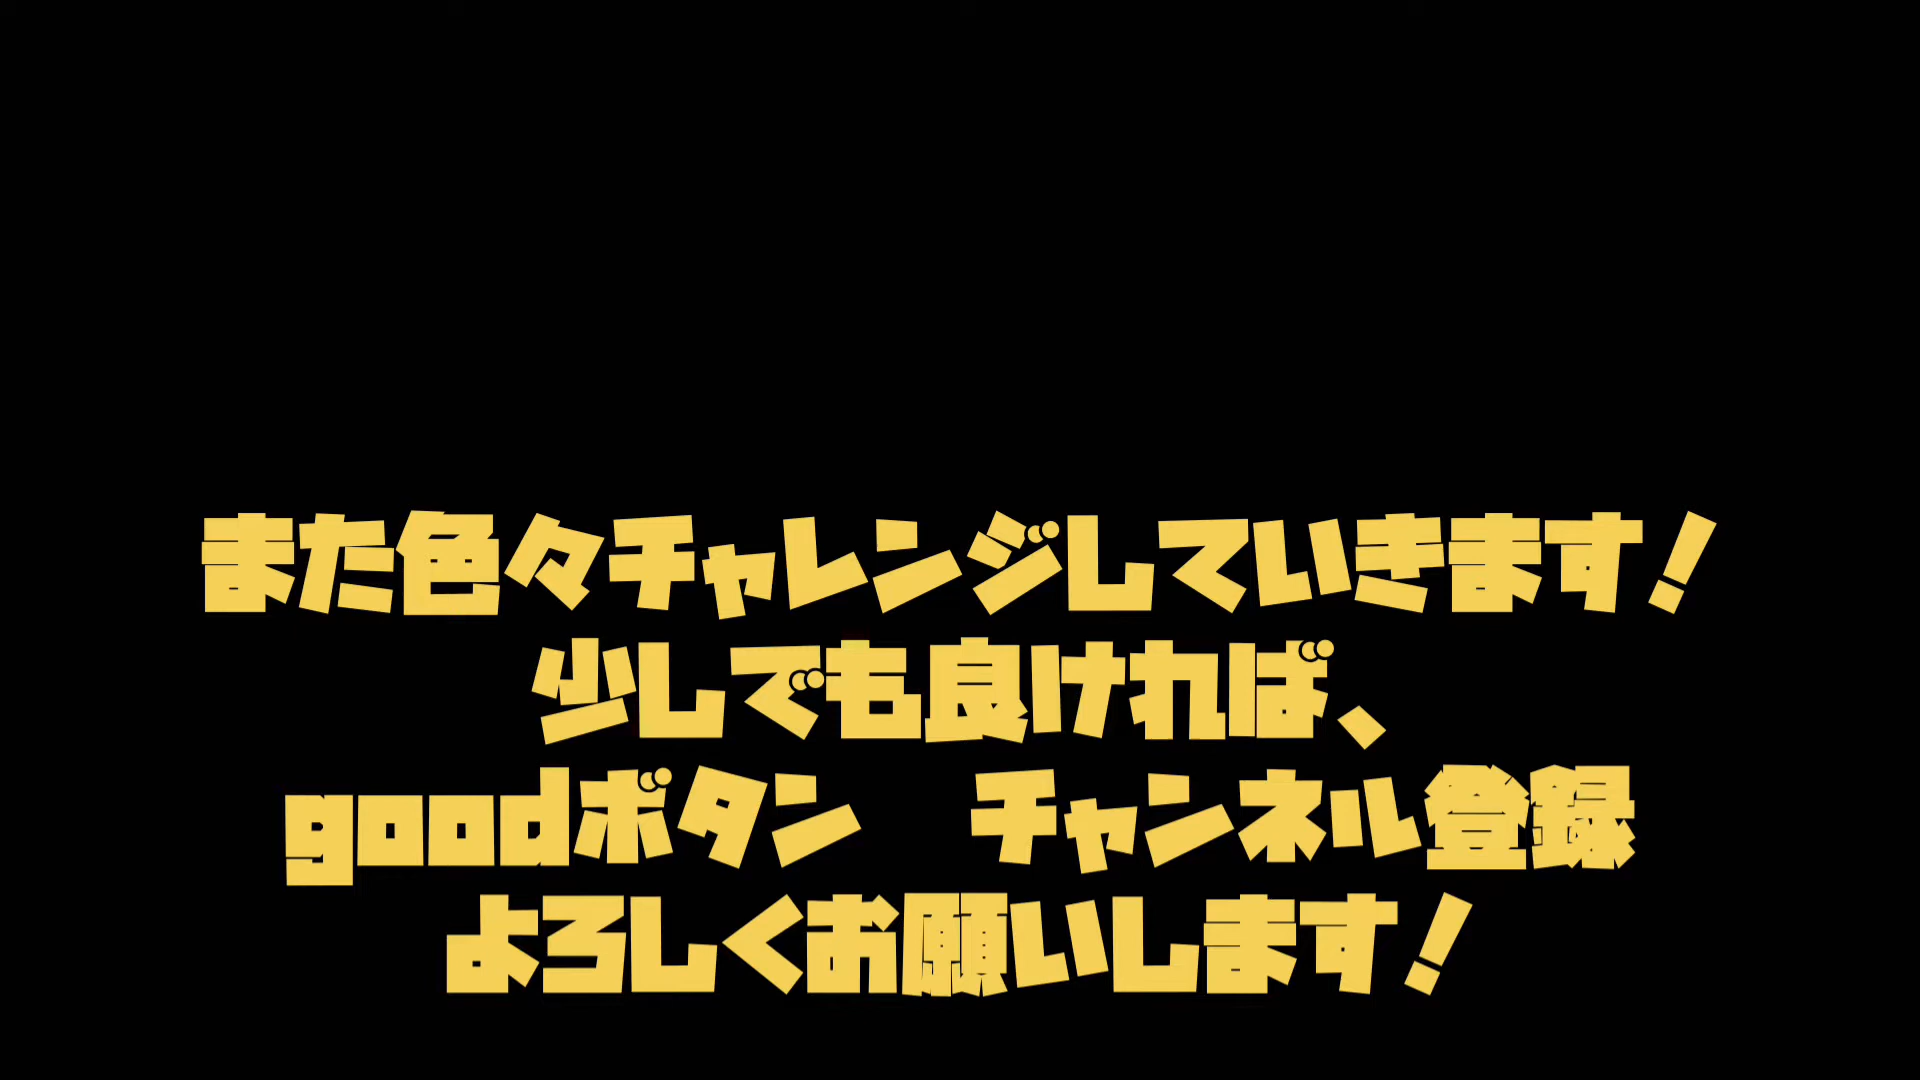 また色々チャレンジしていきます！
少しでも良ければ、
goodボタン　チャンネル登録
よろしくお願いします！